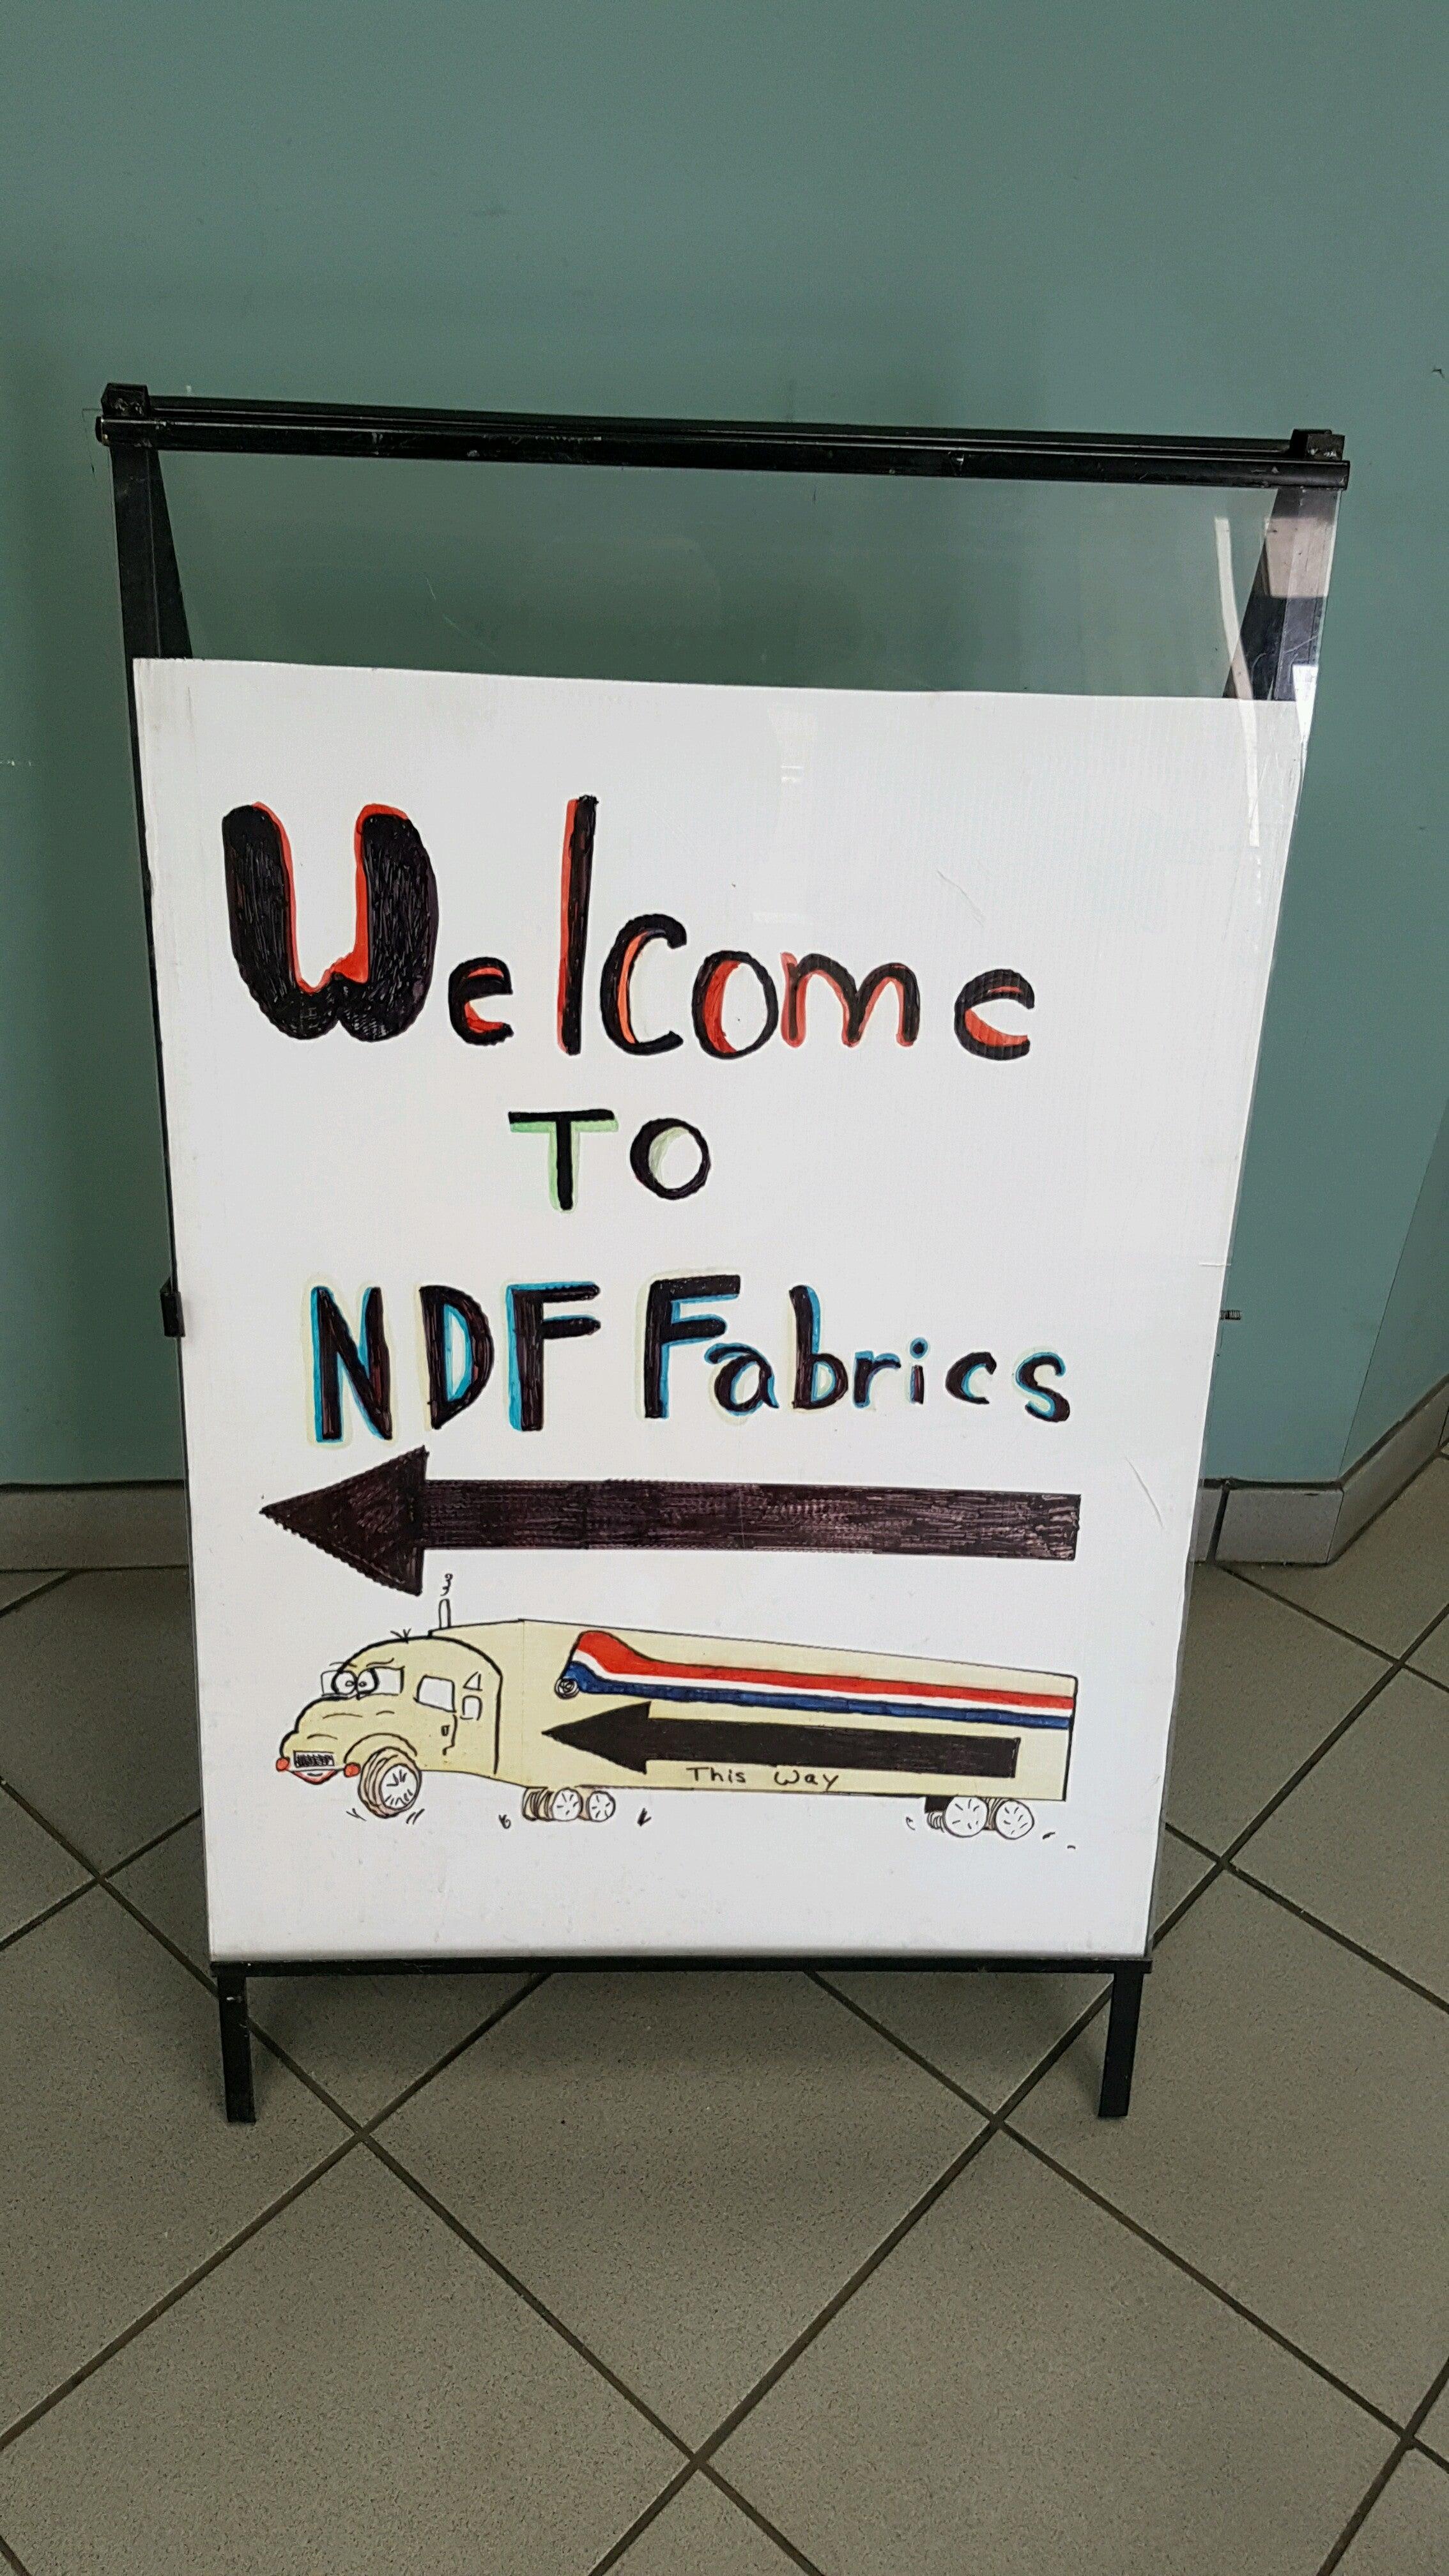 Welcome
TO
NDF Fabrics
This Way